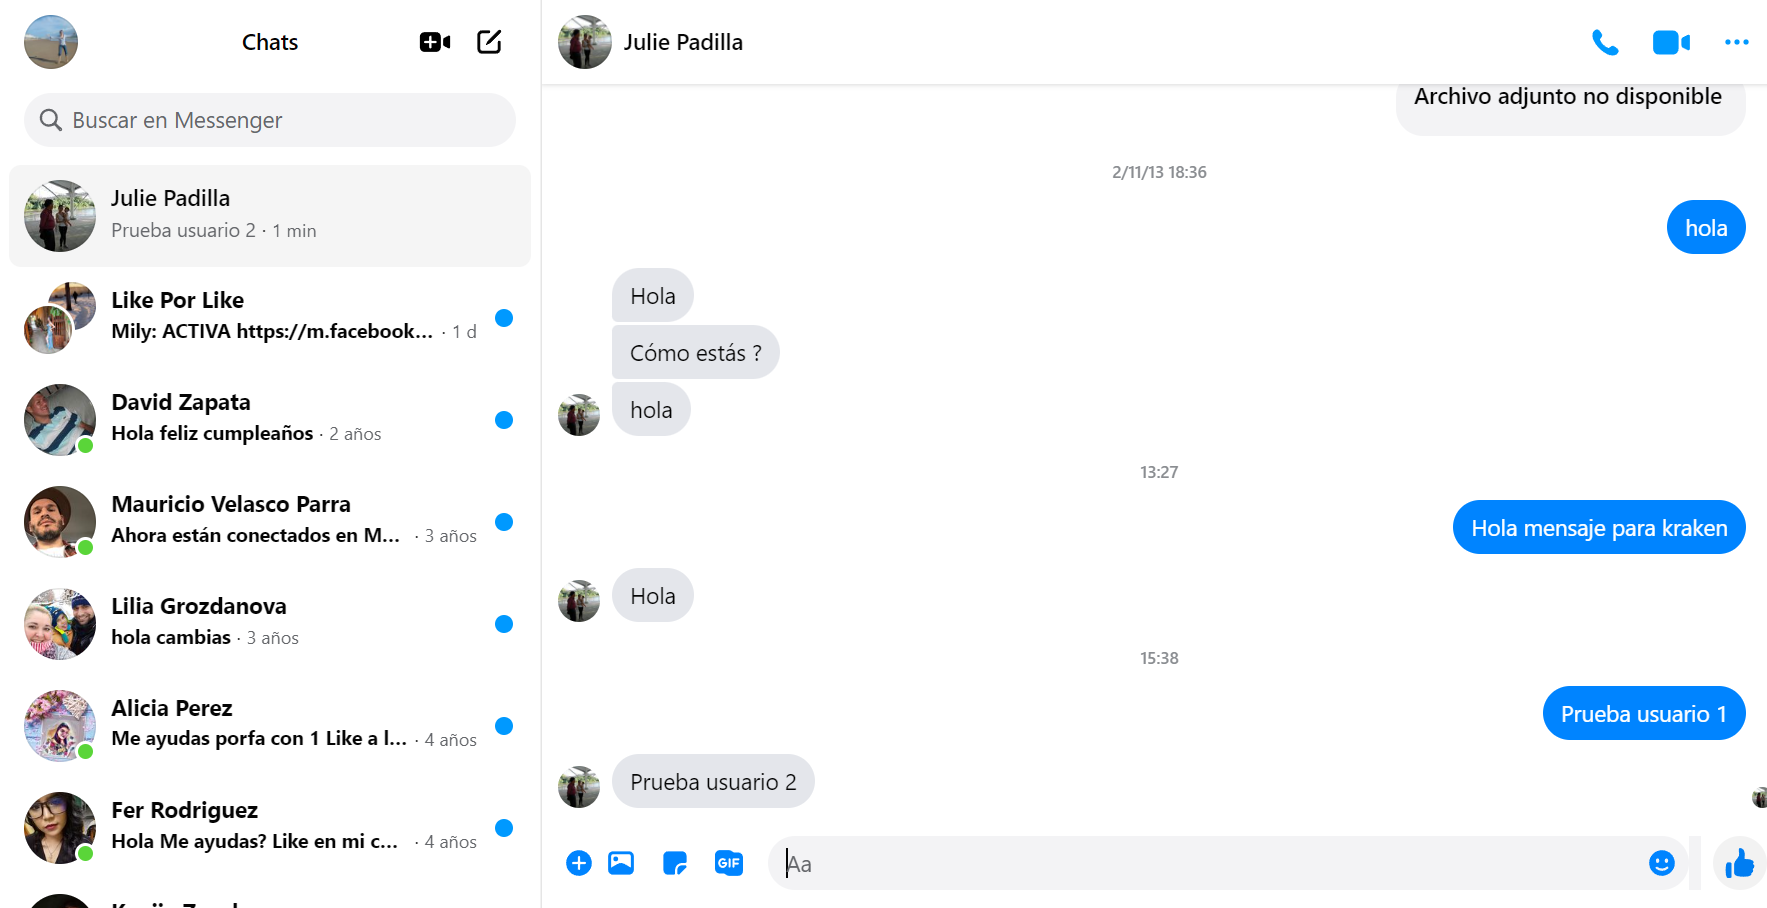 Chats
Buscar en Messenger
Julie Padilla
Prueba usuario 2 · 1 min
Like Por Like
Mily: ACTIVA https://m.facebook... · 1 d
David Zapata
Hola feliz cumpleaños · 2 años
Mauricio Velasco Parra
Ahora están conectados en M... · 3 años
Lilia Grozdanova
hola cambias · 3 años
Alicia Perez
Me ayudas porfa con 1 Like a l... · 4 años
Fer Rodriguez
Hola Me ayudas? Like en mi c... · 4 años
Julie Padilla
Archivo adjunto no disponible
2/11/13 18:36
hola
Hola
Cómo estás ?
hola
13:27
Hola mensaje para kraken
Hola
15:38
Prueba usuario 1
Prueba usuario 2
GIF
Aa